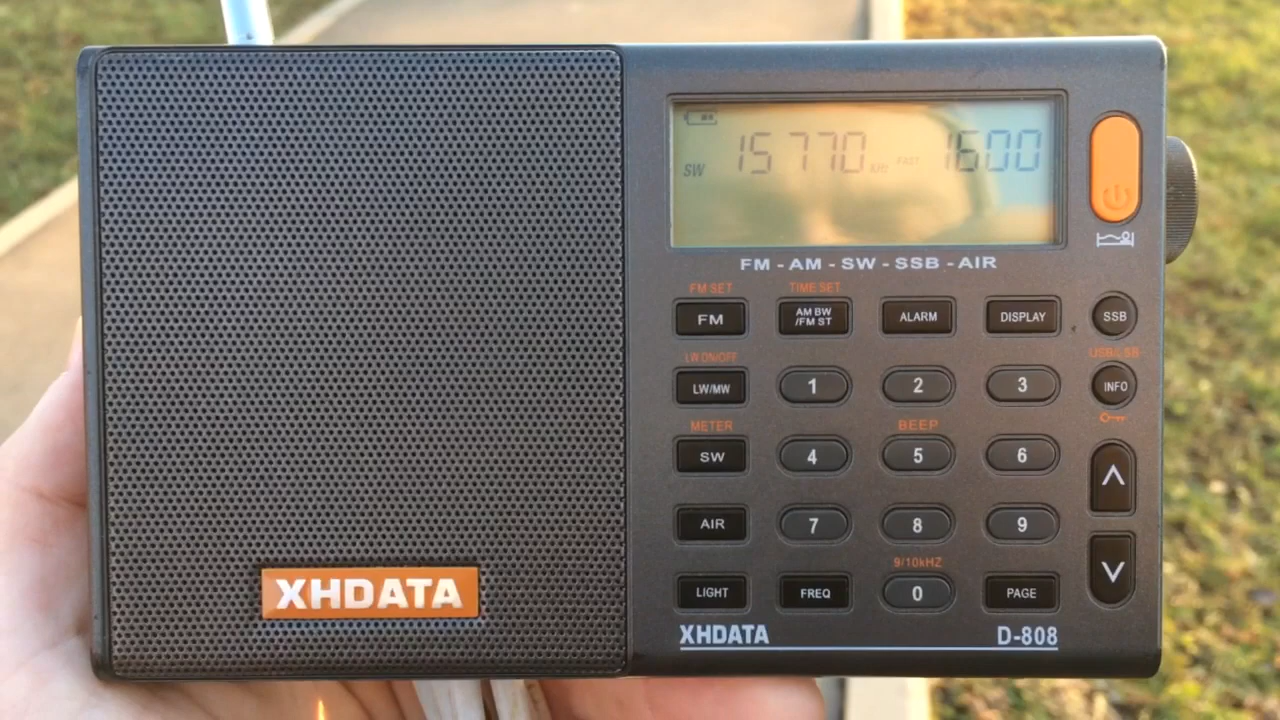 SW 15770 kHz FAST 1600
FM - AM - SW - SSB - AIR
FM SET TIME SET
FM AM BW /FM ST ALARM DISPLAY SSB
LW ON/OFF USB/LSB
LW/MW 1 2 3 INFO
METER BEEP
SW 4 5 6
AIR 7 8 9
9/10kHZ
LIGHT FREQ 0 PAGE
XHDATA
XHDATA D-808